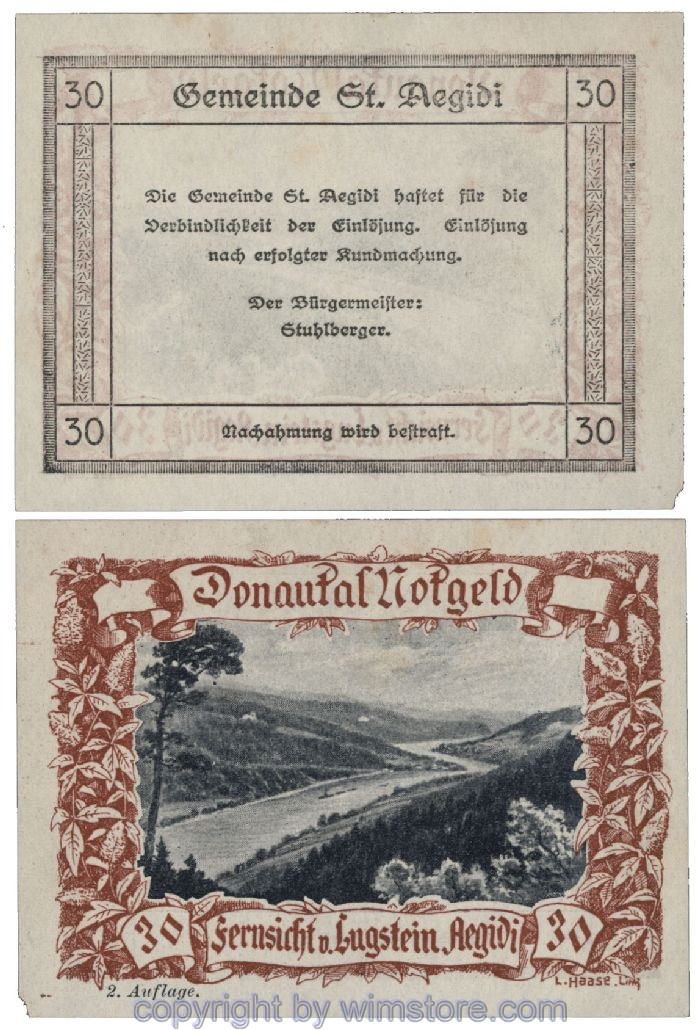 30 Gemeinde St. Aegidi 30
Die Gemeinde St. Aegidi haftet für die
Verbindlichkeit der Einlösung. Einlösung
nach erfolgter Kundmachung.
Der Bürgermeister:
Stuhlberger.
30 Nachahmung wird bestraft. 30
Donautal Notgeld
30 Fernsicht v. Lugstein. Aegidi 30
L. Haase. Linz
2. Auflage.
copyright by wimstore.com